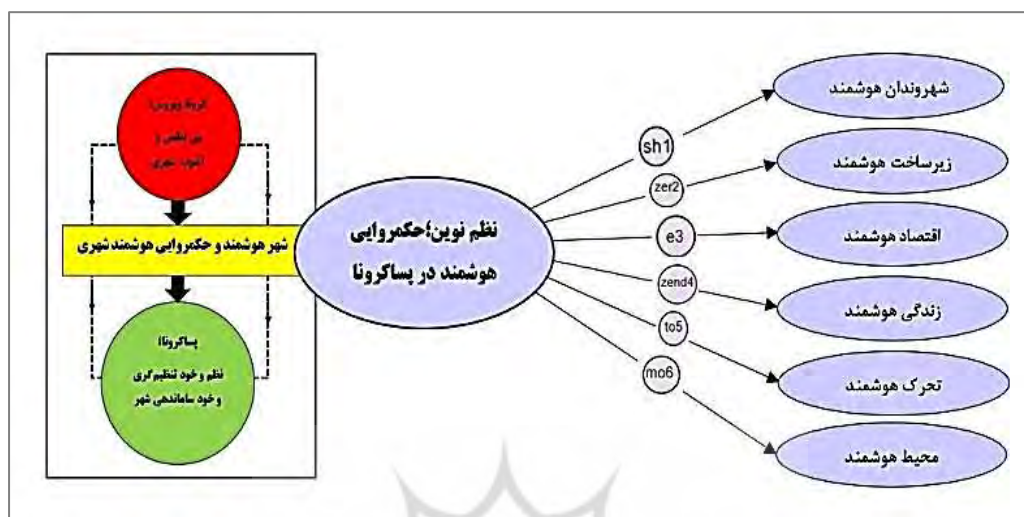 کرونا ویروس؛
بی نظمی و
آشوب شهری
شهر هوشمند و حکمروایی هوشمند شهری
پساکرونا؛
نظم و خود تنظیم‌گری
و خود ساماندهی شهر
نظم نوین؛حکمروایی
هوشمند در پساکرونا
sh1
zer2
e3
zend4
to5
mo6
شهروندان هوشمند
زیرساخت هوشمند
اقتصاد هوشمند
زندگی هوشمند
تحرک هوشمند
محیط هوشمند